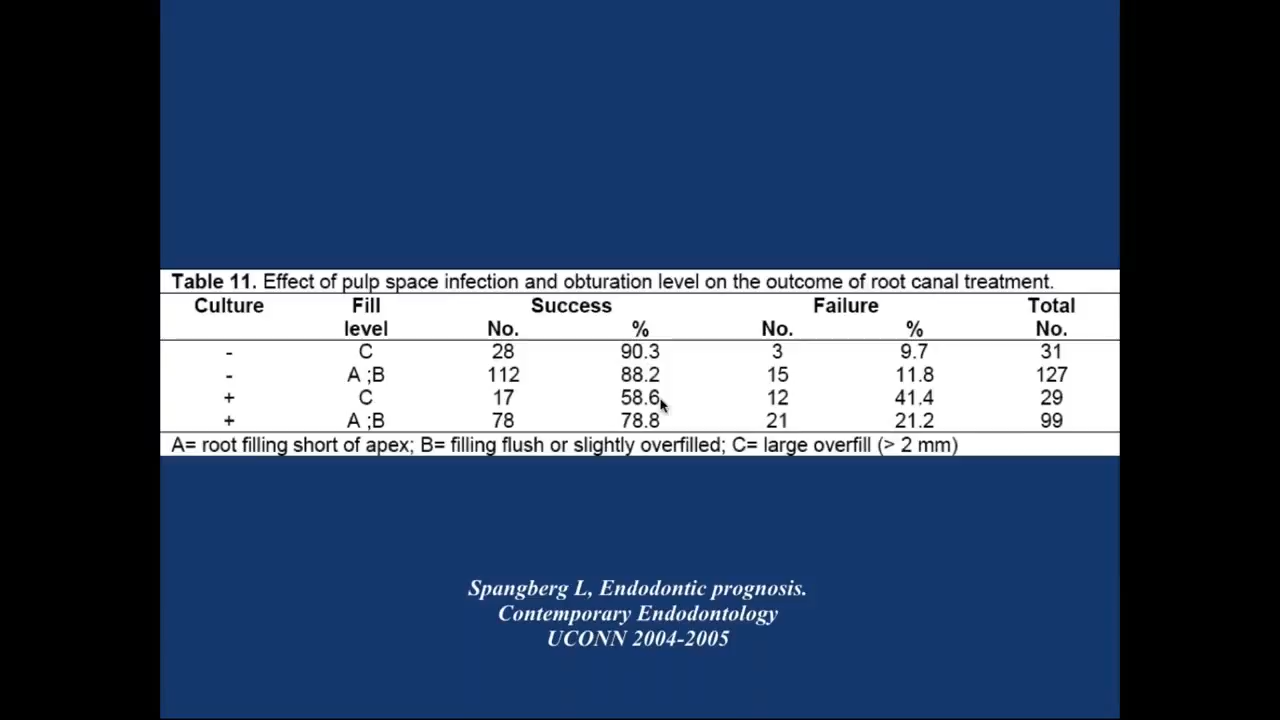 Table 11. Effect of pulp space infection and obturation level on the outcome of root canal treatment.
Culture Fill Success Failure Total
level No. % No. % No.
- C 28 90.3 3 9.7 31
- A ;B 112 88.2 15 11.8 127
+ C 17 58.6 12 41.4 29
+ A ;B 78 78.8 21 21.2 99
A= root filling short of apex; B= filling flush or slightly overfilled; C= large overfill (> 2 mm)
Spangberg L, Endodontic prognosis.
Contemporary Endodontology
UCONN 2004-2005